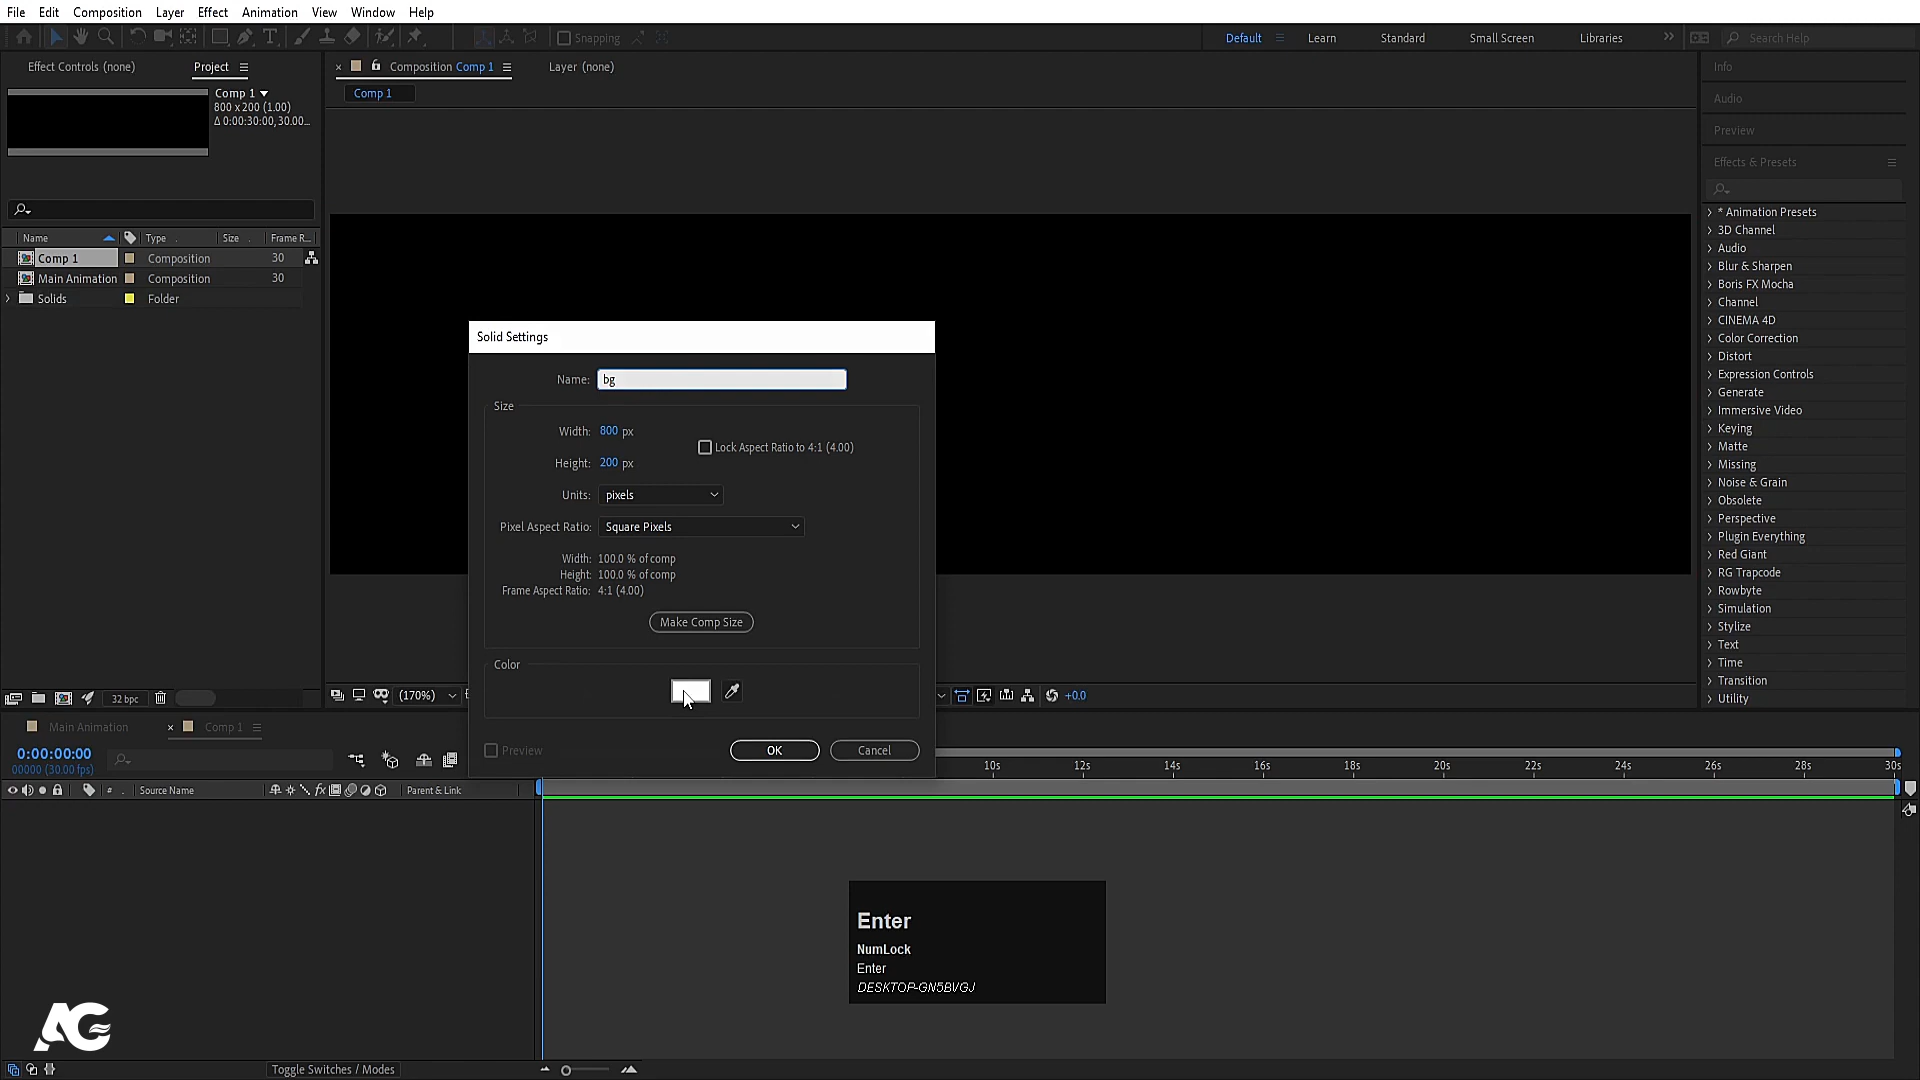 File Edit Composition Layer Effect Animation View Window Help
Snapping Default Learn Standard Small Screen Libraries Search Help
Effect Controls (none) Project Composition Comp 1 Layer (none) Info
Comp 1
800 x 200 (1.00)
Δ 0:00:30:00, 30.00...
Comp 1
Audio
Preview
Effects & Presets
Name Type Size Frame R...
Comp 1 Composition 30
Main Animation Composition 30
Solids Folder
* Animation Presets
3D Channel
Audio
Blur & Sharpen
Boris FX Mocha
Channel
CINEMA 4D
Color Correction
Distort
Expression Controls
Generate
Immersive Video
Keying
Matte
Missing
Noise & Grain
Obsolete
Perspective
Plugin Everything
Red Giant
RG Trapcode
Rowbyte
Simulation
Stylize
Text
Time
Transition
Utility
Solid Settings
Name: bg
Size
Width: 800 px
Lock Aspect Ratio to 4:1 (4.00)
Height: 200 px
Units: pixels
Pixel Aspect Ratio: Square Pixels
Width: 100.0 % of comp
Height: 100.0 % of comp
Frame Aspect Ratio: 4:1 (4.00)
Make Comp Size
Color
Preview OK Cancel
32 bpc (170%) +0.0
Main Animation Comp 1
0:00:00:00
00000 (30.00 fps)
10s 12s 14s 16s 18s 20s 22s 24s 26s 28s 30s
# . Source Name fx Parent & Link
Enter
NumLock
Enter
DESKTOP-GN5BVGJ
AG
Toggle Switches / Modes